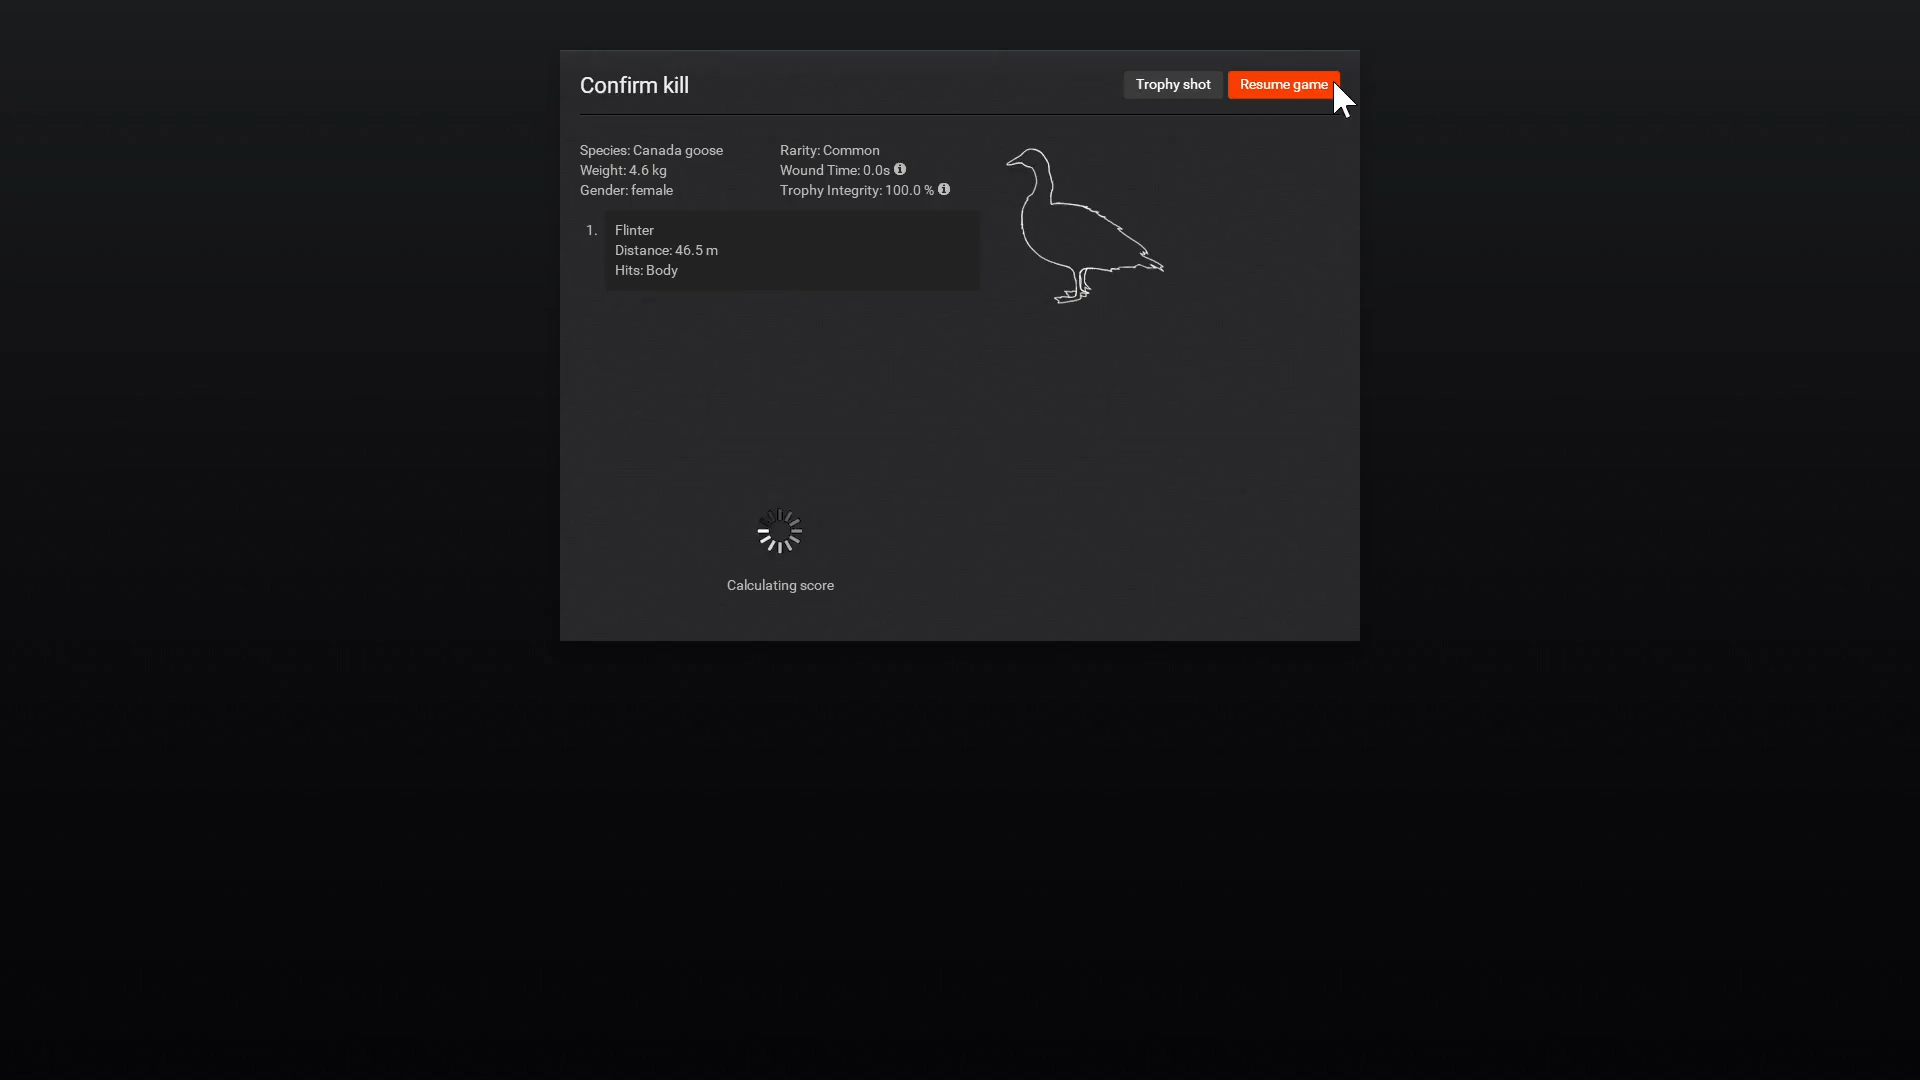 Confirm kill
Trophy shot
Resume game
Species: Canada goose
Weight: 4.6 kg
Gender: female
Rarity: Common
Wound Time: 0.0s
Trophy Integrity: 100.0 %
1.
Flinter
Distance: 46.5 m
Hits: Body
Calculating score